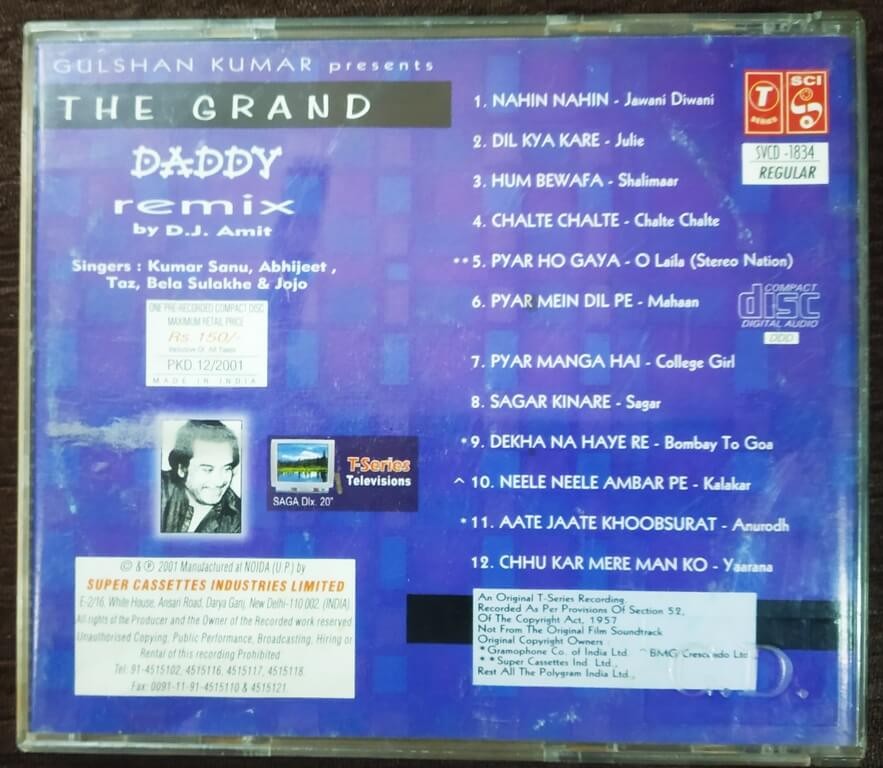 GULSHAN KUMAR presents
THE GRAND
DADDY
remix
by D.J. Amit
Singers : Kumar Sanu, Abhijeet ,
Taz, Bela Sulakhe & Jojo
ONE PRE-RECORDED COMPACT DISC
MAXIMUM RETAIL PRICE
Rs. 150/-
Inclusive Of All Taxes
PKD. 12/2001
MADE IN INDIA
T-Series
Televisions
SAGA Dlx. 20"
© & ℗ 2001 Manufactured at NOIDA (U.P.) by
SUPER CASSETTES INDUSTRIES LIMITED
E-2/16, White House, Ansari Road, Darya Ganj, New Delhi-110 002. (INDIA)
All rights of the Producer and the Owner of the Recorded work reserved.
Unauthorised Copying, Public Performance, Broadcasting, Hiring or
Rental of this recording Prohibited
Tel: 91-4515102, 4515116, 4515117, 4515118.
Fax: 0091-11-91-4515110 & 4515121.
1. NAHIN NAHIN - Jawani Diwani
2. DIL KYA KARE - Julie
3. HUM BEWAFA - Shalimaar
4. CHALTE CHALTE - Chalte Chalte
**5. PYAR HO GAYA - O Laila (Stereo Nation)
6. PYAR MEIN DIL PE - Mahaan
7. PYAR MANGA HAI - College Girl
8. SAGAR KINARE - Sagar
*9. DEKHA NA HAYE RE - Bombay To Goa
^ 10. NEELE NEELE AMBAR PE - Kalakar
*11. AATE JAATE KHOOBSURAT - Anurodh
12. CHHU KAR MERE MAN KO - Yaarana
T
SERIES
SCI
SVCD -1834
REGULAR
COMPACT
disc
DIGITAL AUDIO
DDD
An Original T-Series Recording.
Recorded As Per Provisions Of Section 52,
Of The Copyright Act, 1957
Not From The Original Film Soundtrack
Original Copyright Owners :
*Gramophone Co. of India Ltd. ^BMG Crescendo Ltd
**Super Cassettes Ind. Ltd.,
Rest All The Polygram India Ltd.,